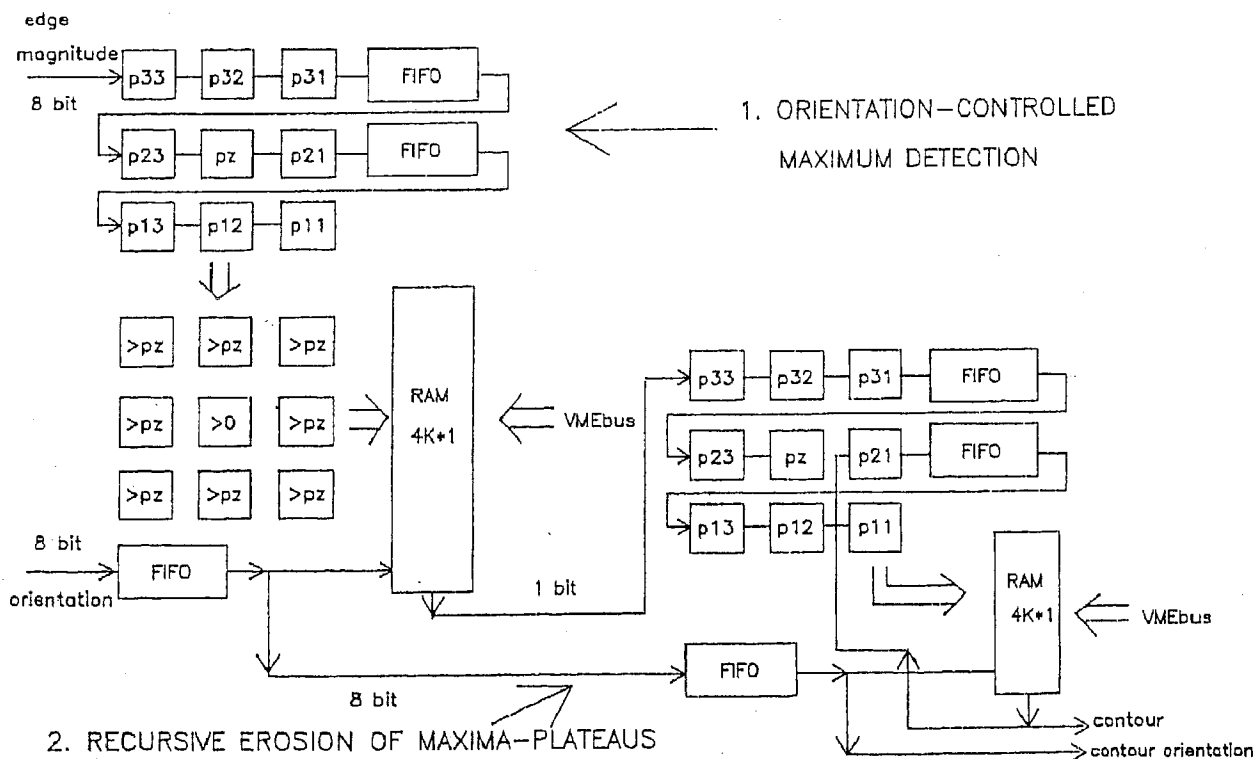 edge
magnitude
8 bit
p33 p32 p31 FIFO
p23 pz p21 FIFO
p13 p12 p11
1. ORIENTATION-CONTROLLED
MAXIMUM DETECTION
>pz >pz >pz
>pz >0 >pz
>pz >pz >pz
RAM
4K*1
VMEbus
8 bit
orientation
FIFO
1 bit
p33 p32 p31 FIFO
p23 pz p21 FIFO
p13 p12 p11
RAM
4K*1
VMEbus
8 bit
FIFO
contour
contour orientation
2. RECURSIVE EROSION OF MAXIMA-PLATEAUS